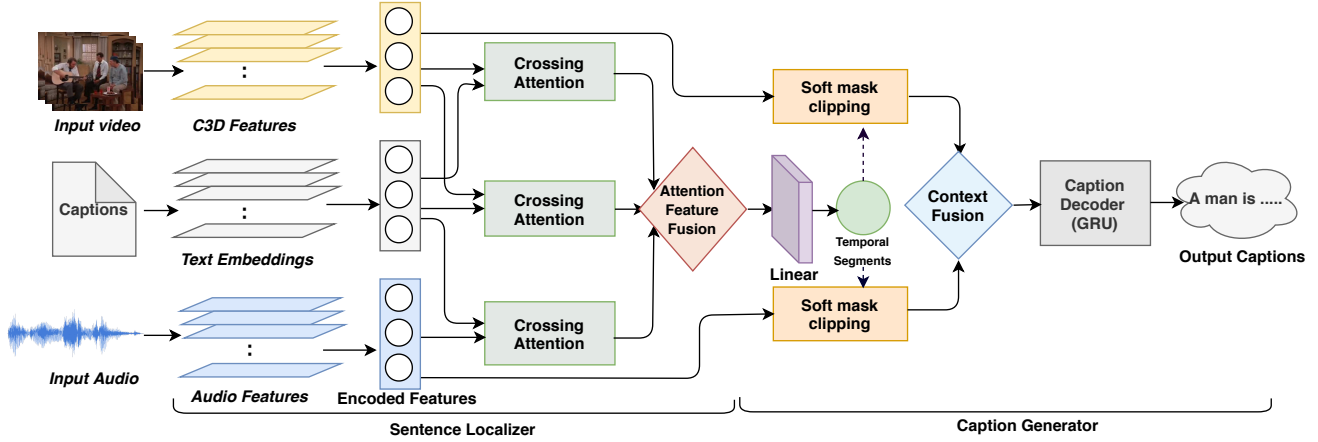 Input video
C3D Features
Crossing
Attention
Soft mask
clipping
Captions
Text Embeddings
Crossing
Attention
Attention
Feature
Fusion
Linear
Temporal
Segments
Context
Fusion
Caption
Decoder
(GRU)
A man is .....
Output Captions
Input Audio
Audio Features
Encoded Features
Crossing
Attention
Soft mask
clipping
Sentence Localizer
Caption Generator